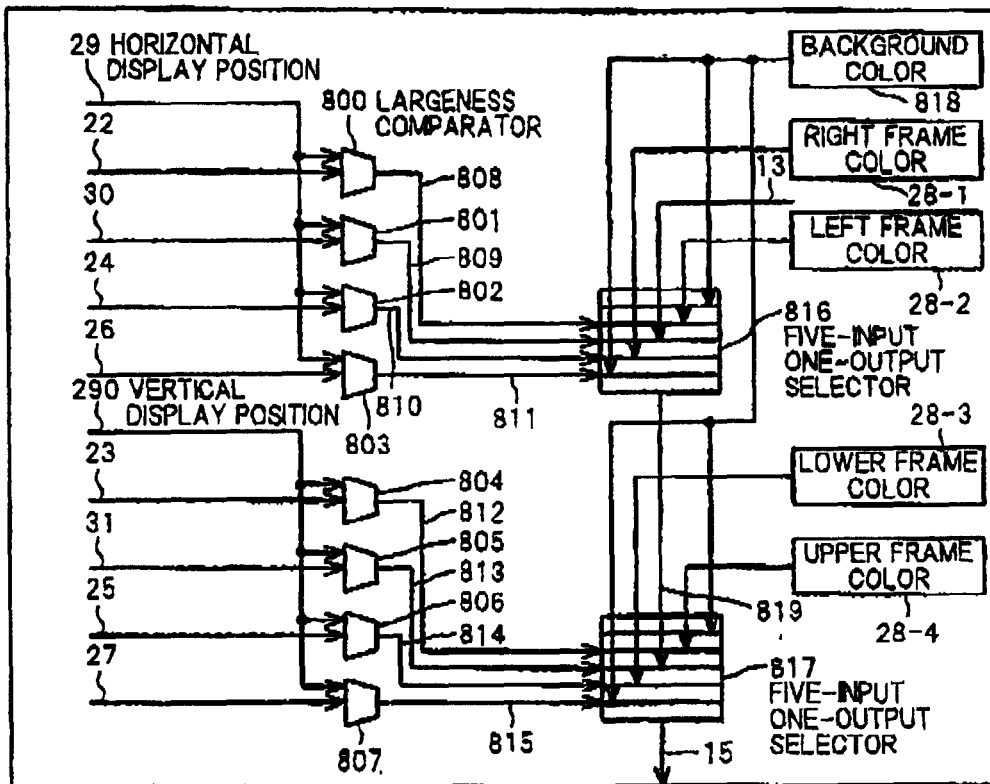 29 HORIZONTAL
DISPLAY POSITION
22
30
24
26
290 VERTICAL
DISPLAY POSITION
23
31
25
27
800 LARGENESS
COMPARATOR
808
801
809
802
810
803
811
804
812
805
813
806
814
807
815
BACKGROUND
COLOR
818
RIGHT FRAME
COLOR
28-1
13
LEFT FRAME
COLOR
28-2
816
FIVE-INPUT
ONE-OUTPUT
SELECTOR
28-3
LOWER FRAME
COLOR
UPPER FRAME
COLOR
28-4
819
817
FIVE-INPUT
ONE-OUTPUT
SELECTOR
15